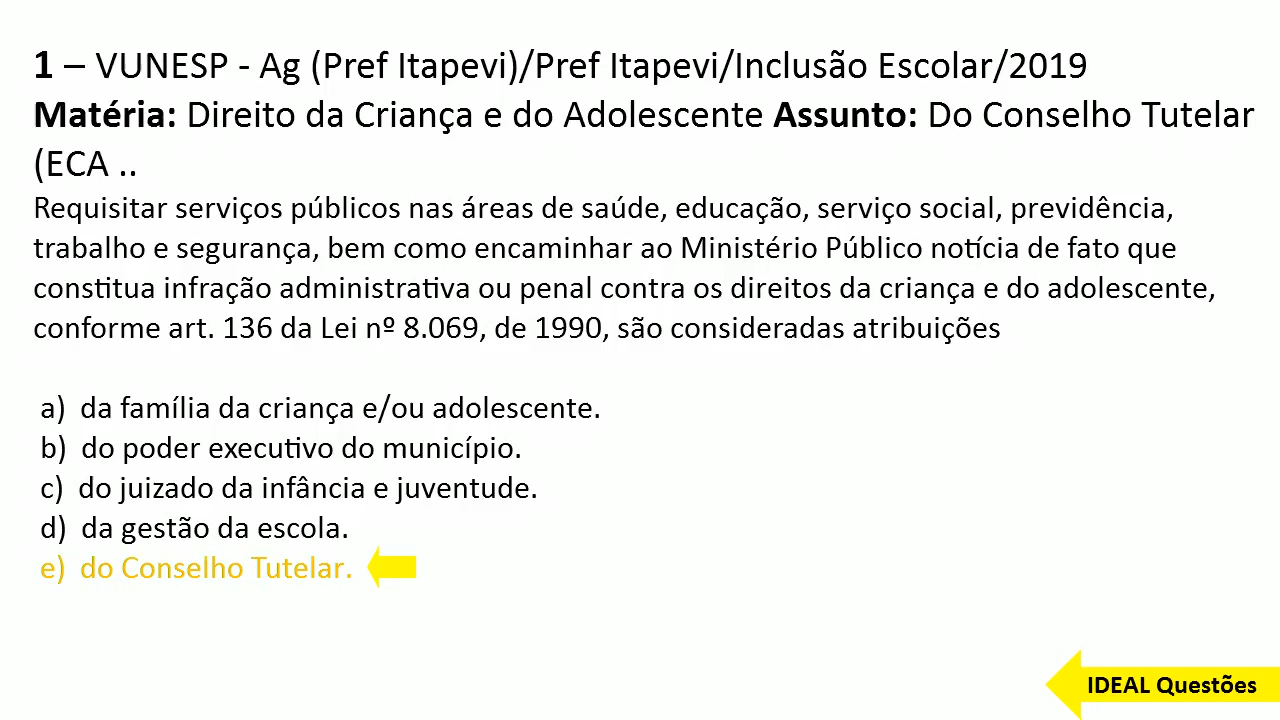 1 – VUNESP - Ag (Pref Itapevi)/Pref Itapevi/Inclusão Escolar/2019
Matéria: Direito da Criança e do Adolescente Assunto: Do Conselho Tutelar
(ECA ..
Requisitar serviços públicos nas áreas de saúde, educação, serviço social, previdência,
trabalho e segurança, bem como encaminhar ao Ministério Público notícia de fato que
constitua infração administrativa ou penal contra os direitos da criança e do adolescente,
conforme art. 136 da Lei nº 8.069, de 1990, são consideradas atribuições
a) da família da criança e/ou adolescente.
b) do poder executivo do município.
c) do juizado da infância e juventude.
d) da gestão da escola.
e) do Conselho Tutelar.
IDEAL Questões